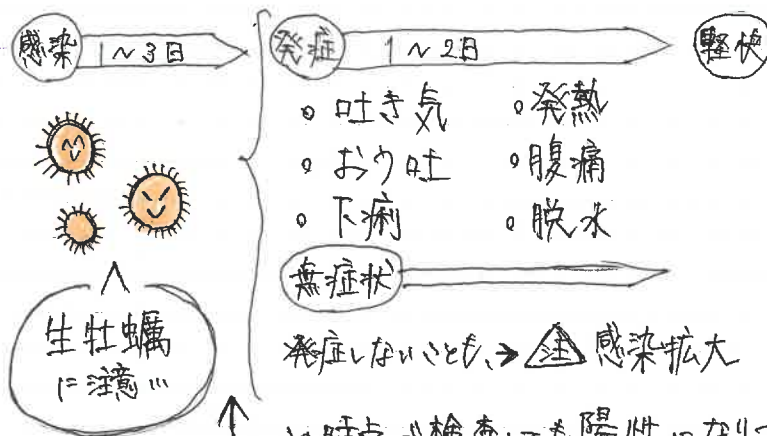 感染 1～3日 発症 1～2日 軽快
・吐き気 ・発熱
・おう吐 ・腹痛
・下痢 ・脱水
無症状
生牡蠣
に注意!!!
発症しないことも、→ 注 感染拡大